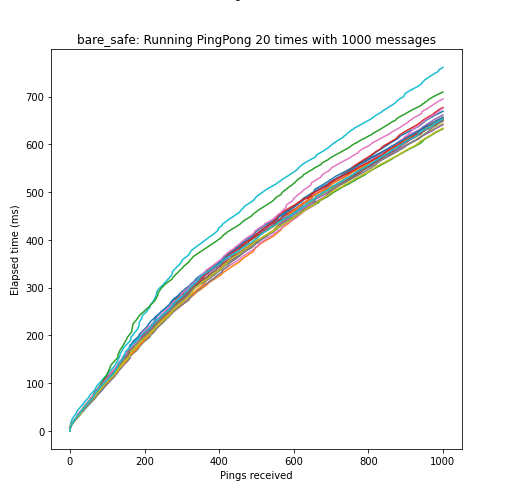 bare_safe: Running PingPong 20 times with 1000 messages
700
600
500
400
300
200
100
0
Elapsed time (ms)
0 200 400 600 800 1000
Pings received